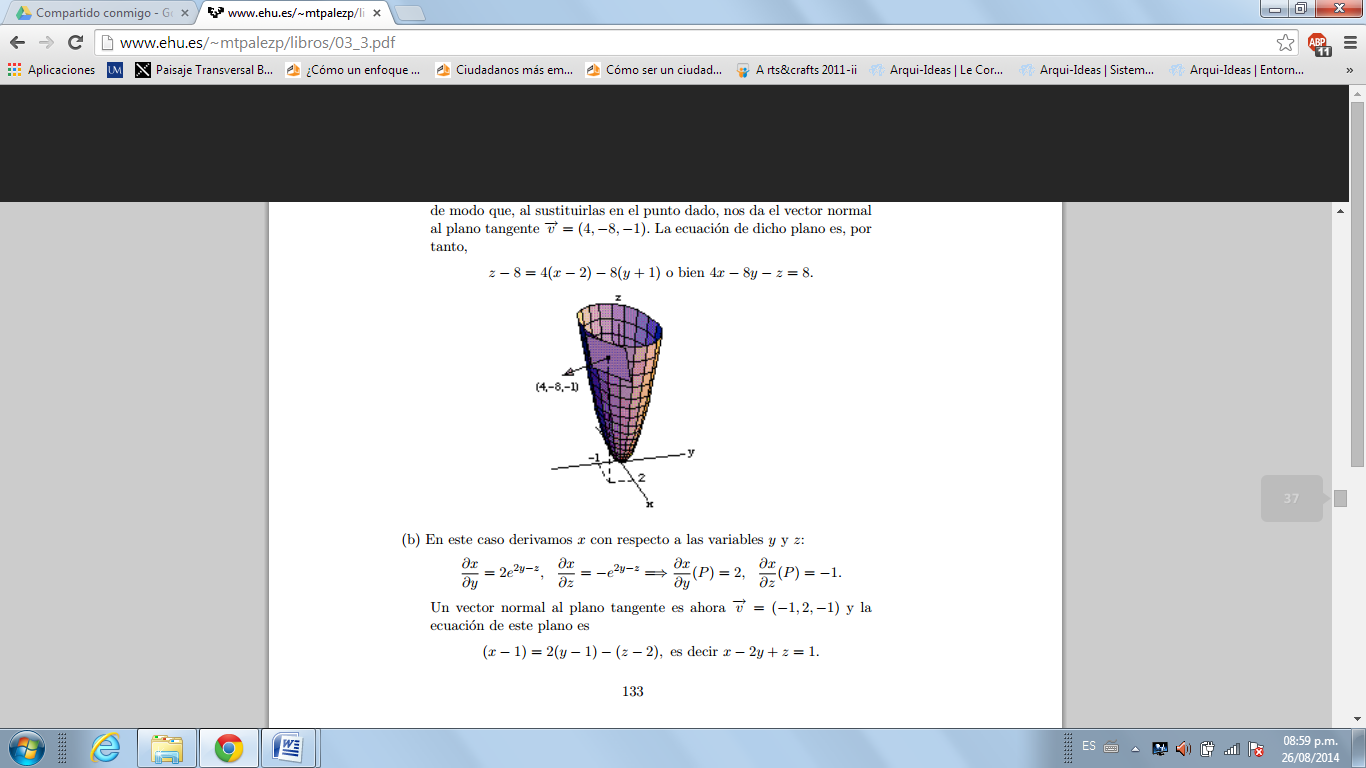 Compartido conmigo - G
www.ehu.es/~mtpalezp/li
www.ehu.es/~mtpalezp/libros/03_3.pdf
ABP
11
Aplicaciones
UM
Paisaje Transversal B...
¿Cómo un enfoque ...
Ciudadanos más em...
Cómo ser un ciudad...
A rts&crafts 2011-ii
Arqui-Ideas | Le Cor...
Arqui-Ideas | Sistem...
Arqui-Ideas | Entorn...
»
de modo que, al sustituirlas en el punto dado, nos da el vector normal
al plano tangente v⃗ = (4, −8, −1). La ecuación de dicho plano es, por
tanto,
z − 8 = 4(x − 2) − 8(y + 1) o bien 4x − 8y − z = 8.
z
(4,-8,-1)
-1
y
2
x
37
(b) En este caso derivamos x con respecto a las variables y y z:
∂x/∂y = 2e^{2y−z}, ∂x/∂z = −e^{2y−z} ⟹ ∂x/∂y (P) = 2, ∂x/∂z (P) = −1.
Un vector normal al plano tangente es ahora v⃗ = (−1, 2, −1) y la
ecuación de este plano es
(x − 1) = 2(y − 1) − (z − 2), es decir x − 2y + z = 1.
133
ES
08:59 p.m.
26/08/2014